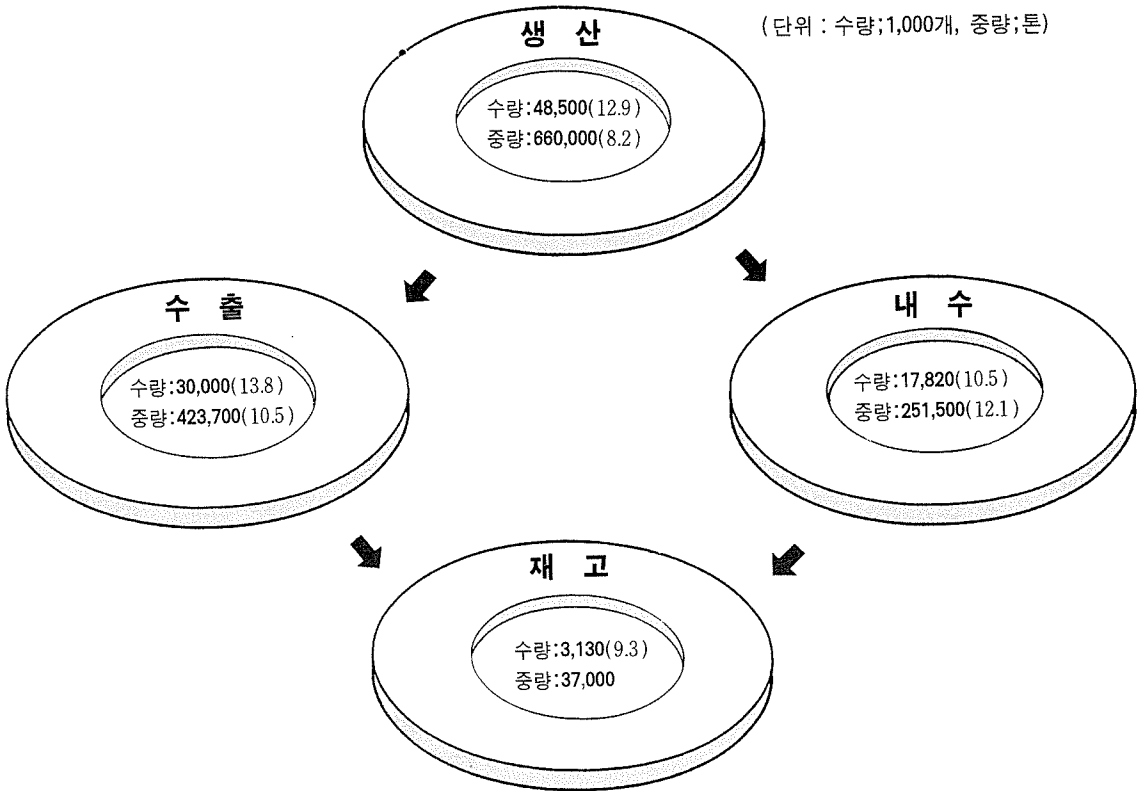 (단위 : 수량;1,000개, 중량;톤)
생 산
수량:48,500(12.9)
중량:660,000(8.2)
수 출
수량:30,000(13.8)
중량:423,700(10.5)
내 수
수량:17,820(10.5)
중량:251,500(12.1)
재 고
수량:3,130(9.3)
중량:37,000